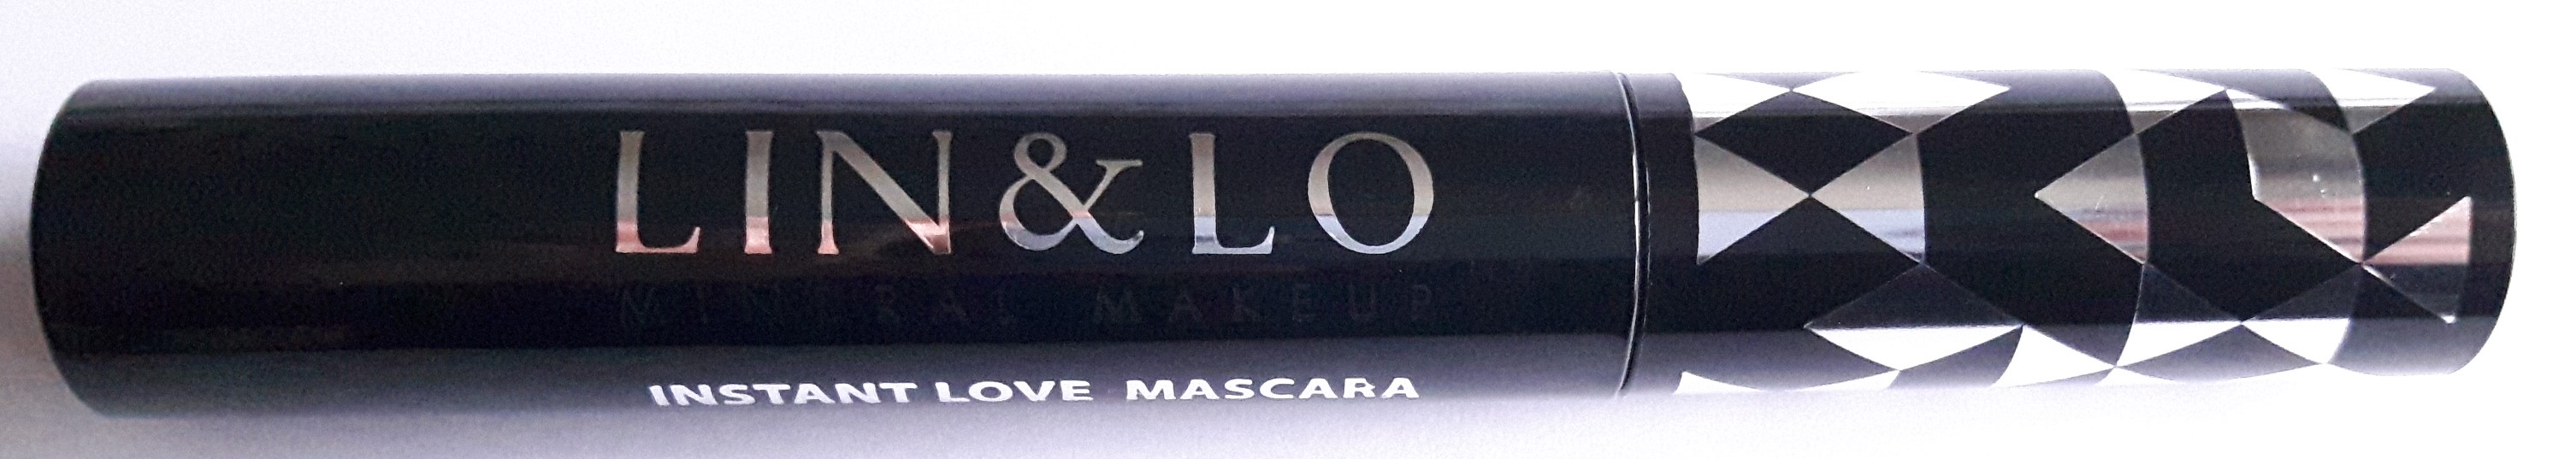 LIN&LO
MINERAL MAKEUP
INSTANT LOVE MASCARA